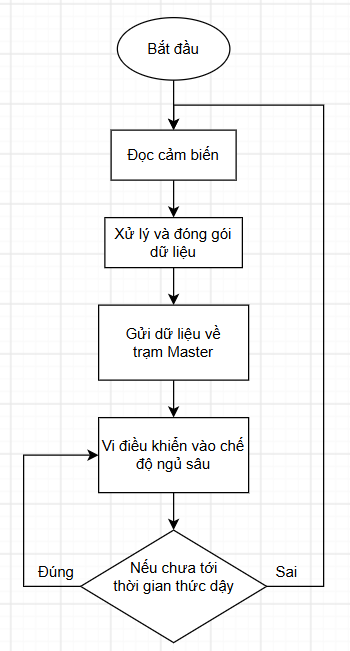 Bắt đầu
Đọc cảm biến
Xử lý và đóng gói
dữ liệu
Gửi dữ liệu về
trạm Master
Vi điều khiển vào chế
độ ngủ sâu
Nếu chưa tới
thời gian thức dậy
Đúng
Sai